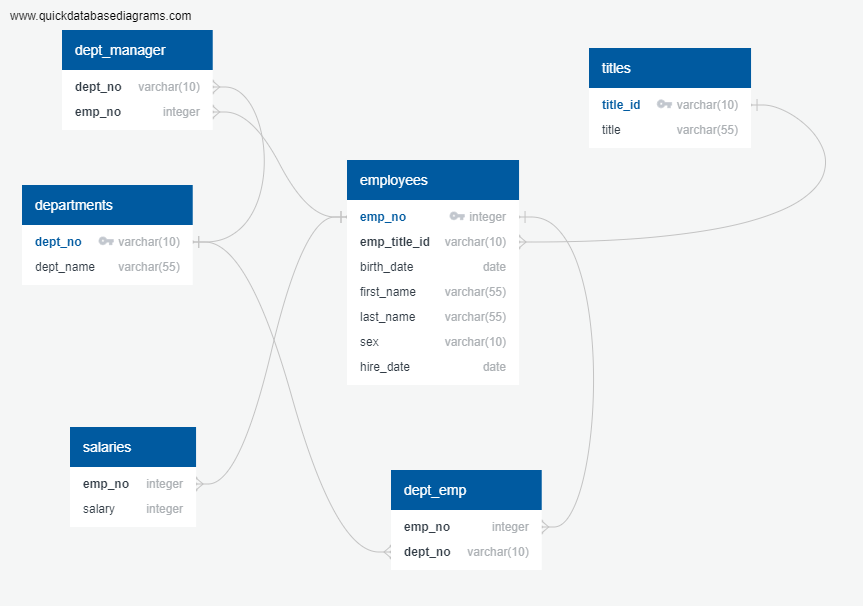 www.quickdatabasediagrams.com
dept_manager
dept_no varchar(10)
emp_no integer
titles
title_id varchar(10)
title varchar(55)
departments
dept_no varchar(10)
dept_name varchar(55)
employees
emp_no integer
emp_title_id varchar(10)
birth_date date
first_name varchar(55)
last_name varchar(55)
sex varchar(10)
hire_date date
salaries
emp_no integer
salary integer
dept_emp
emp_no integer
dept_no varchar(10)